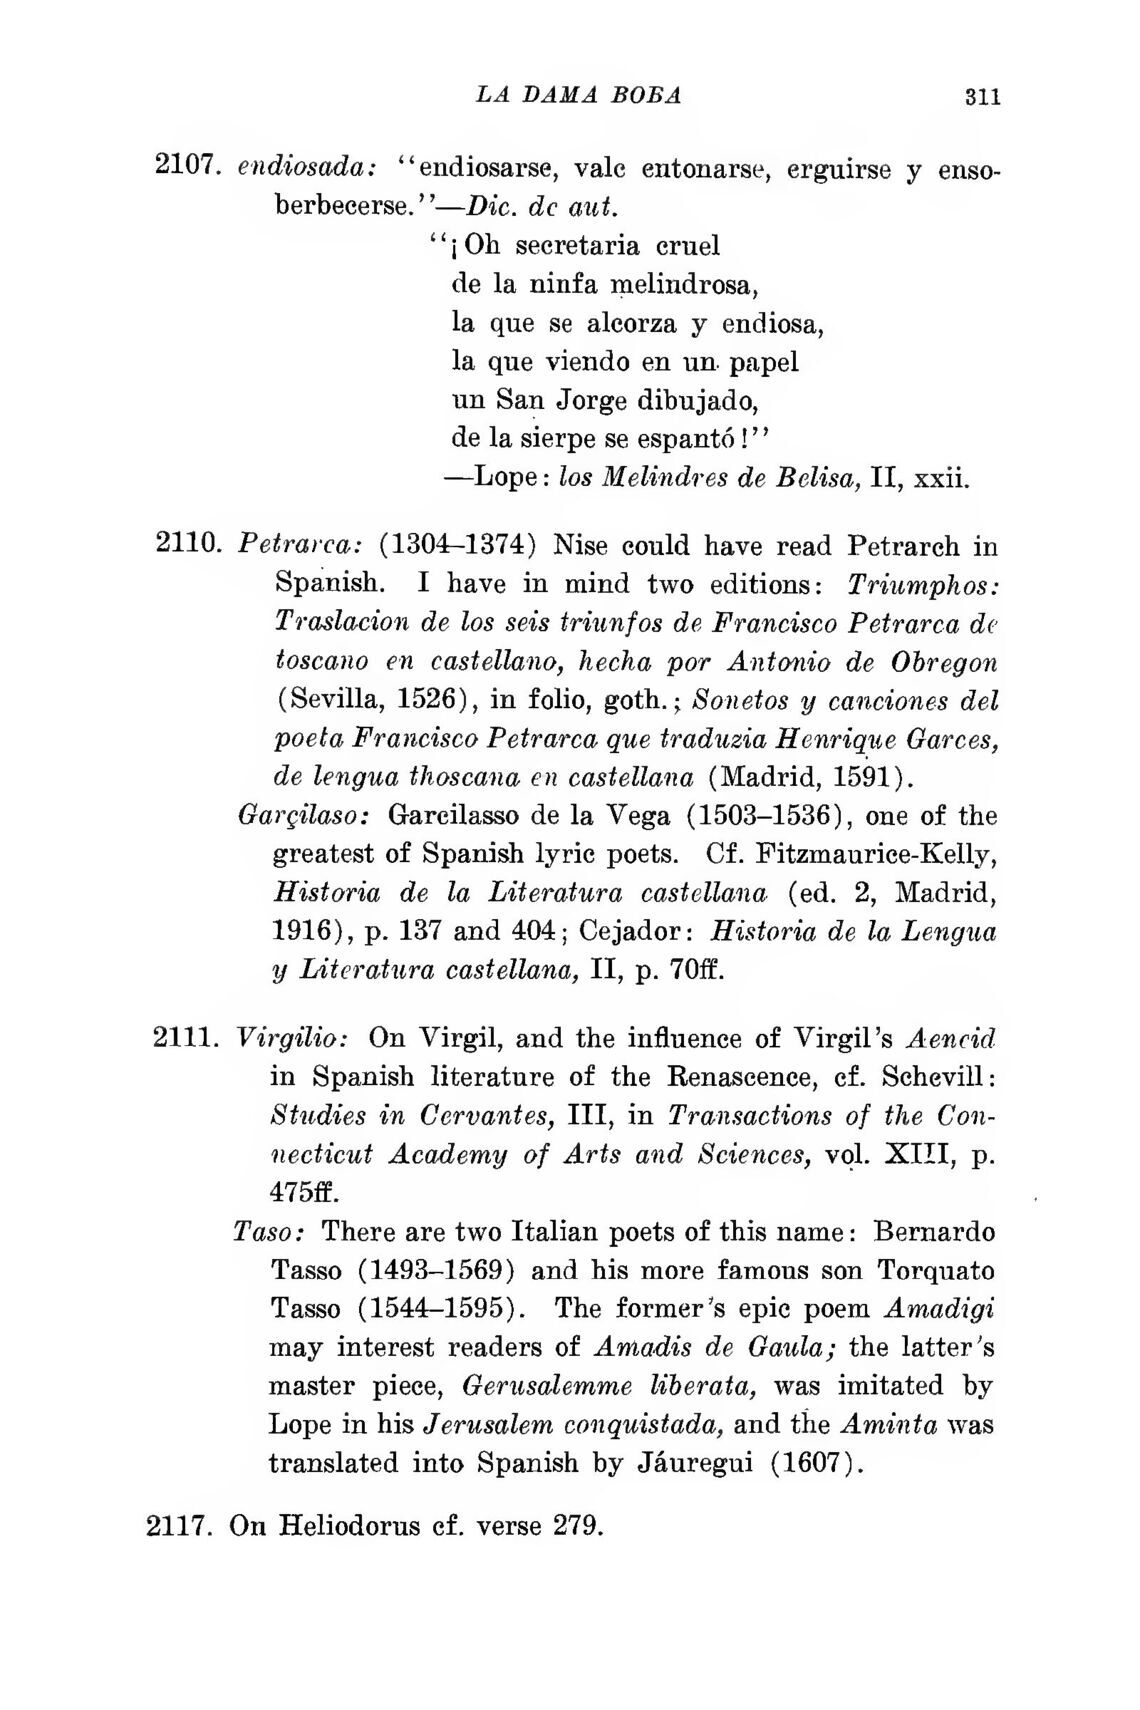 LA DAMA BOBA 311
2107. endiosada: "endiosarse, vale entonarse, erguirse y enso-
berbecerse."—Dic. de aut.
"¡Oh secretaria cruel
de la ninfa melindrosa,
la que se alcorza y endiosa,
la que viendo en un papel
un San Jorge dibujado,
de la sierpe se espantó!"
—Lope: los Melindres de Belisa, II, xxii.
2110. Petrarca: (1304–1374) Nise could have read Petrarch in
Spanish. I have in mind two editions: Triumphos:
Traslacion de los seis triunfos de Francisco Petrarca de
toscano en castellano, hecha por Antonio de Obregon
(Sevilla, 1526), in folio, goth.; Sonetos y canciones del
poeta Francisco Petrarca que traduzia Henrique Garces,
de lengua thoscana en castellana (Madrid, 1591).
Garçilaso: Garcilasso de la Vega (1503–1536), one of the
greatest of Spanish lyric poets. Cf. Fitzmaurice-Kelly,
Historia de la Literatura castellana (ed. 2, Madrid,
1916), p. 137 and 404; Cejador: Historia de la Lengua
y Literatura castellana, II, p. 70ff.
2111. Virgilio: On Virgil, and the influence of Virgil's Aeneid
in Spanish literature of the Renascence, cf. Schevill:
Studies in Cervantes, III, in Transactions of the Con-
necticut Academy of Arts and Sciences, vol. XIII, p.
475ff.
Taso: There are two Italian poets of this name: Bernardo
Tasso (1493–1569) and his more famous son Torquato
Tasso (1544–1595). The former's epic poem Amadigi
may interest readers of Amadis de Gaula; the latter's
master piece, Gerusalemme liberata, was imitated by
Lope in his Jerusalem conquistada, and the Aminta was
translated into Spanish by Jáuregui (1607).
2117. On Heliodorus cf. verse 279.